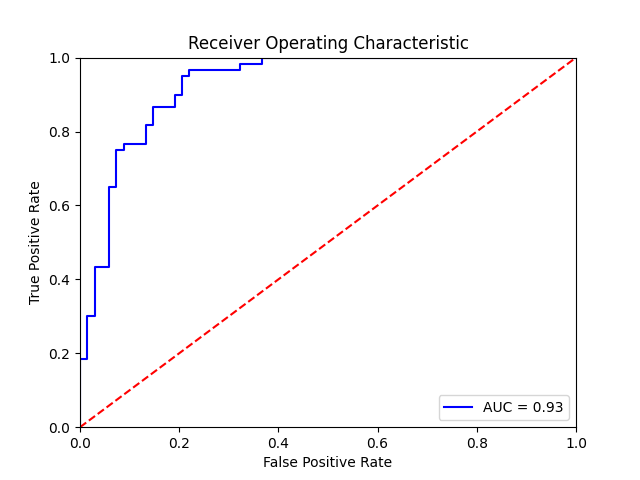 Receiver Operating Characteristic
True Positive Rate
1.0
0.8
0.6
0.4
0.2
0.0
AUC = 0.93
0.0 0.2 0.4 0.6 0.8 1.0
False Positive Rate